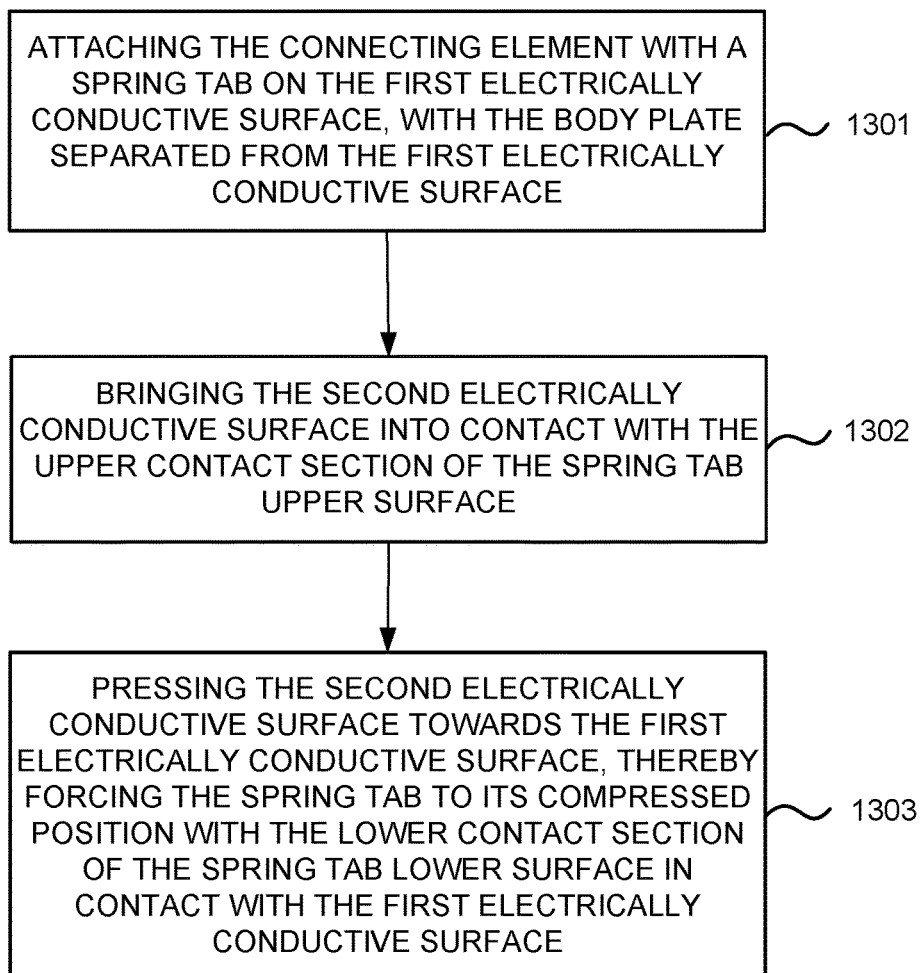 ATTACHING THE CONNECTING ELEMENT WITH A
SPRING TAB ON THE FIRST ELECTRICALLY
CONDUCTIVE SURFACE, WITH THE BODY PLATE
SEPARATED FROM THE FIRST ELECTRICALLY
CONDUCTIVE SURFACE
1301
BRINGING THE SECOND ELECTRICALLY
CONDUCTIVE SURFACE INTO CONTACT WITH THE
UPPER CONTACT SECTION OF THE SPRING TAB
UPPER SURFACE
1302
PRESSING THE SECOND ELECTRICALLY
CONDUCTIVE SURFACE TOWARDS THE FIRST
ELECTRICALLY CONDUCTIVE SURFACE, THEREBY
FORCING THE SPRING TAB TO ITS COMPRESSED
POSITION WITH THE LOWER CONTACT SECTION
OF THE SPRING TAB LOWER SURFACE IN
CONTACT WITH THE FIRST ELECTRICALLY
CONDUCTIVE SURFACE
1303